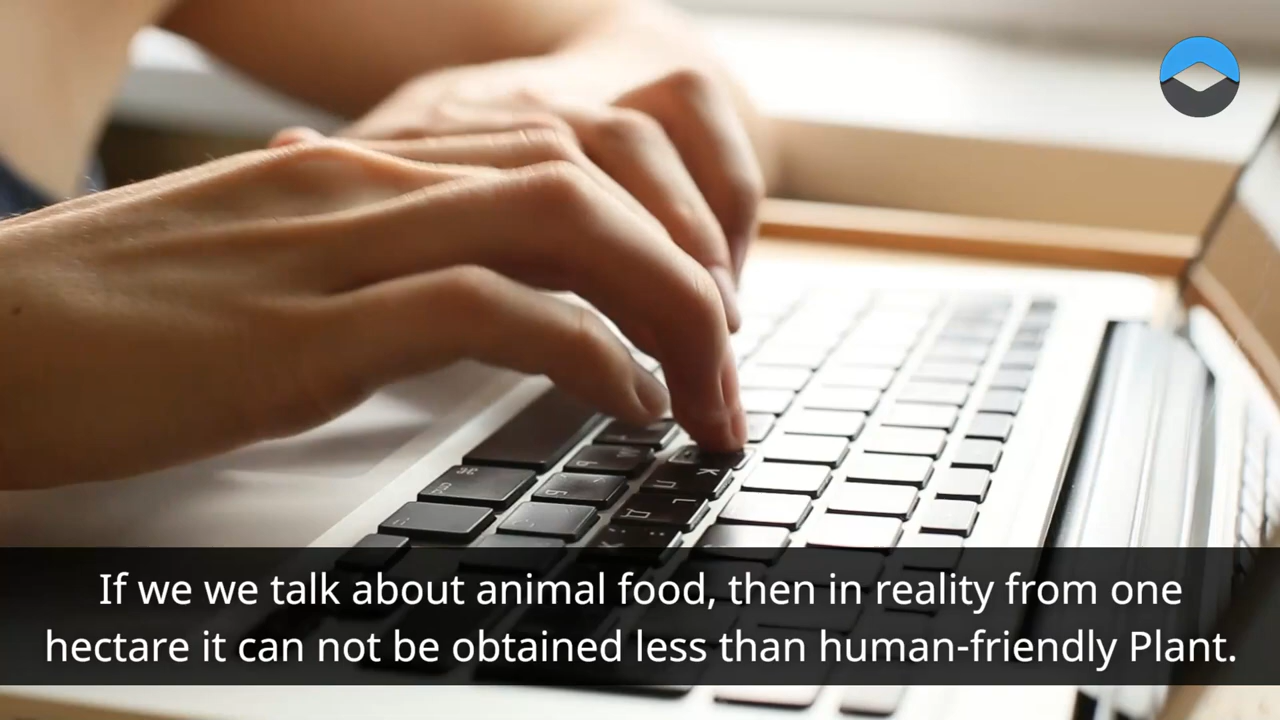 If we we talk about animal food, then in reality from one
hectare it can not be obtained less than human-friendly Plant.